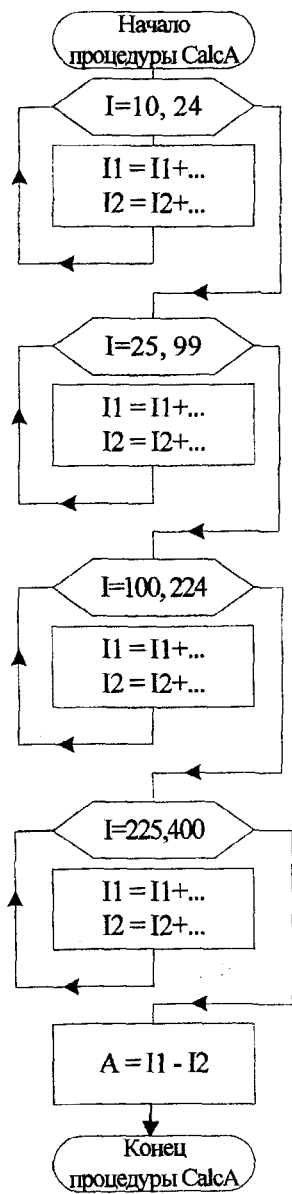 Начало
процедуры CalcA
I=10, 24
I1 = I1+...
I2 = I2+...
I=25, 99
I1 = I1+...
I2 = I2+...
I=100, 224
I1 = I1+...
I2 = I2+...
I=225,400
I1 = I1+...
I2 = I2+...
A = I1 - I2
Конец
процедуры CalcA